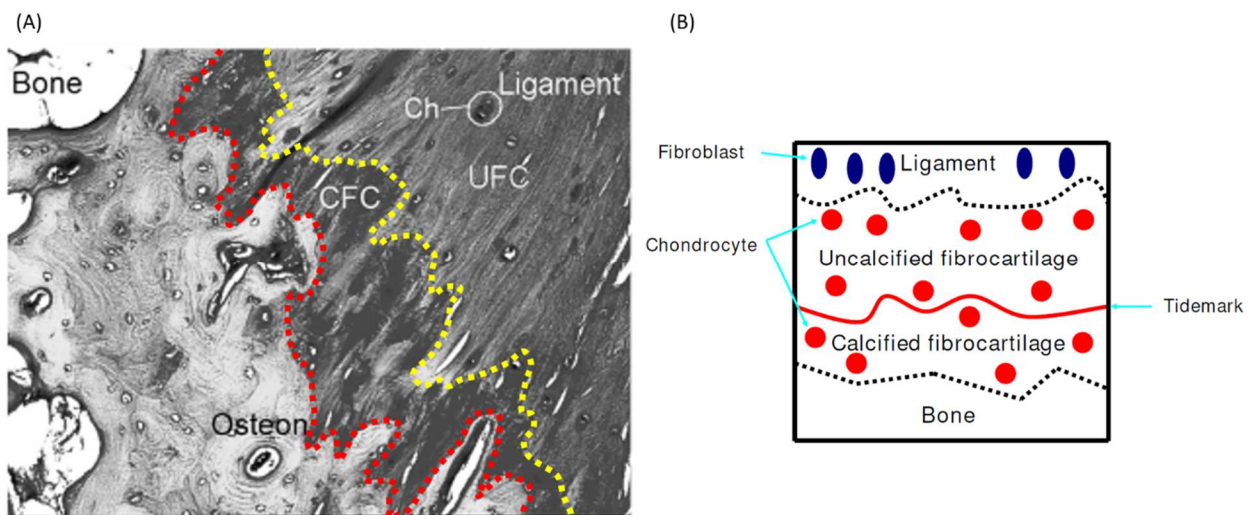 (A)
(B)
Bone
Ligament
Ch
UFC
CFC
Osteon
Fibroblast
Ligament
Chondrocyte
Uncalcified fibrocartilage
Tidemark
Calcified fibrocartilage
Bone